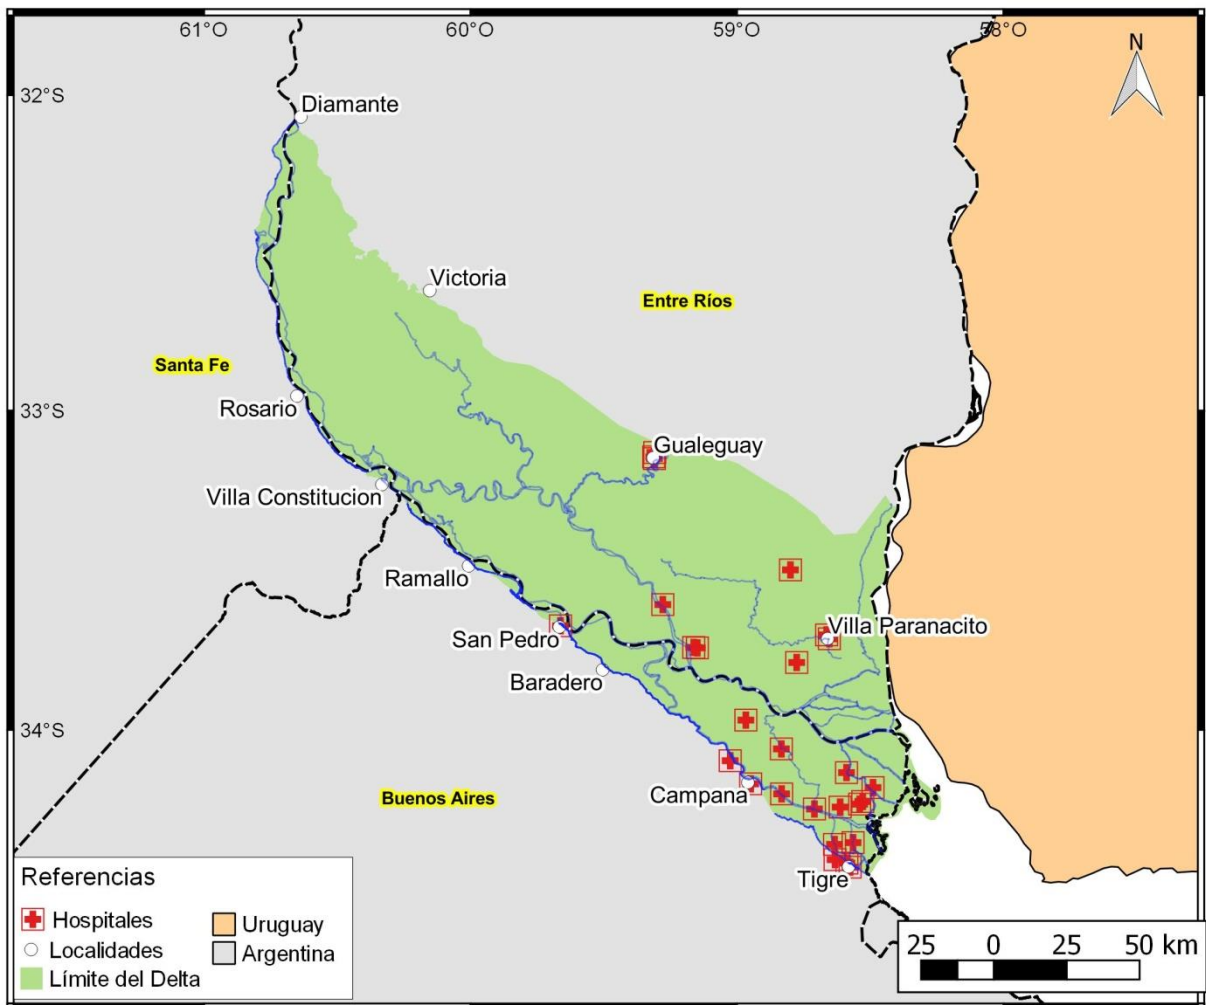 61°O
60°O
59°O
58°O
N
32°S
Diamante
Victoria
Entre Ríos
Santa Fe
Rosario
33°S
Gualeguay
Villa Constitucion
Ramallo
San Pedro
Villa Paranacito
Baradero
34°S
Campana
Buenos Aires
Tigre
Referencias
Hospitales
Localidades
Límite del Delta
Uruguay
Argentina
25 0 25 50 km